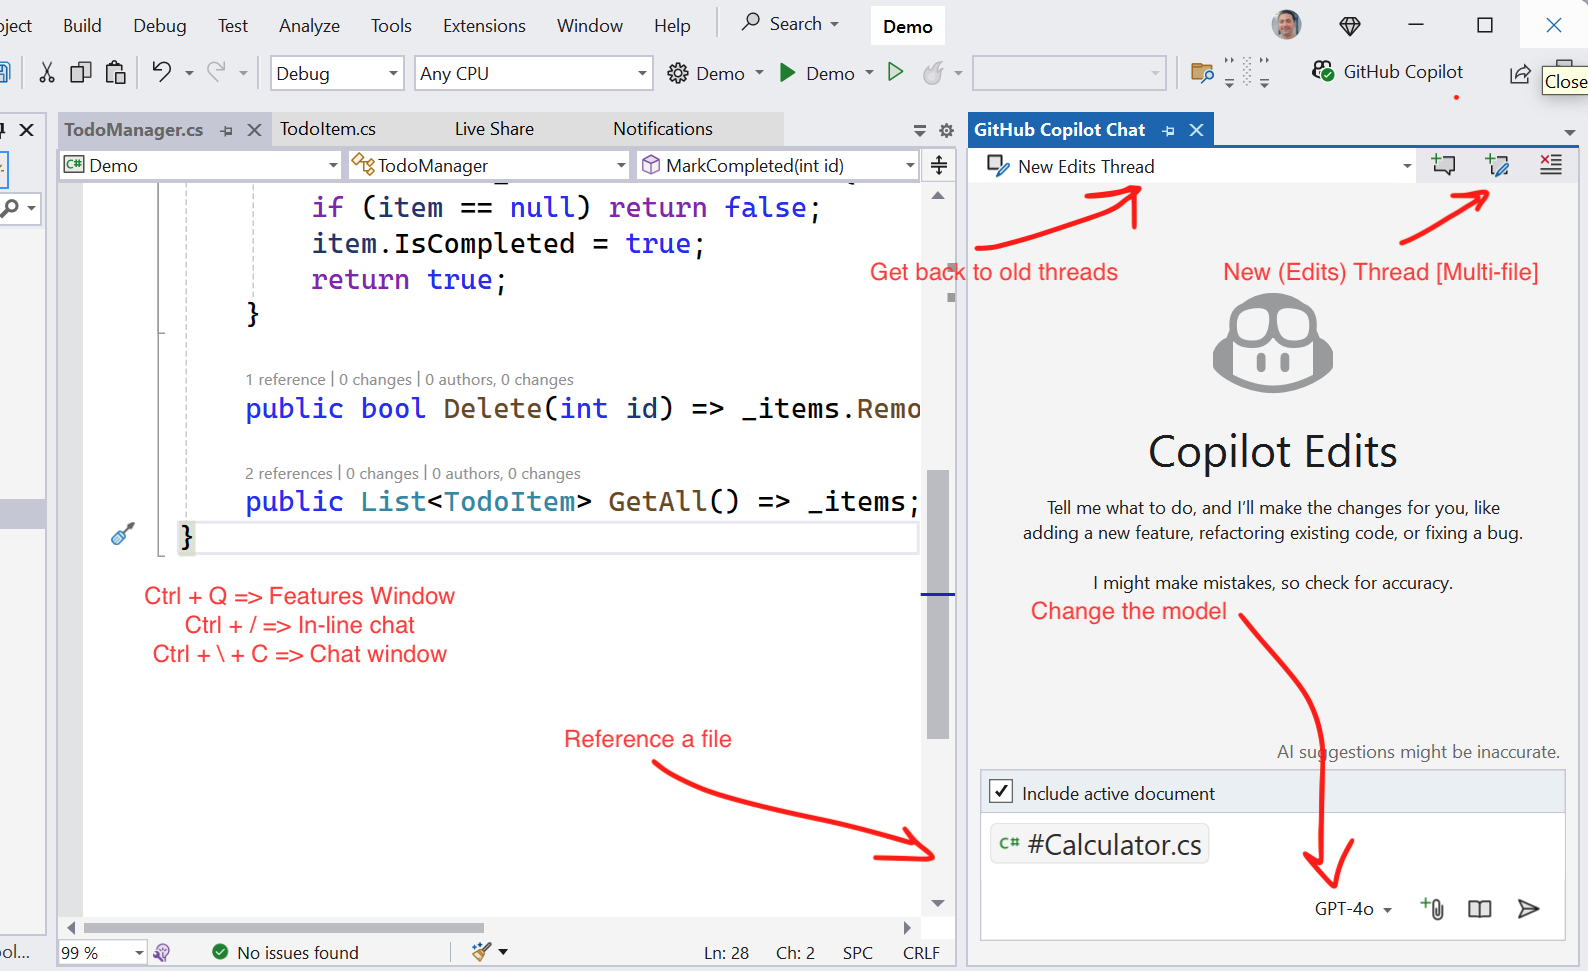 ject Build Debug Test Analyze Tools Extensions Window Help Search Demo
Debug Any CPU Demo Demo GitHub Copilot
Close
TodoManager.cs TodoItem.cs Live Share Notifications
C# Demo TodoManager MarkCompleted(int id)
if (item == null) return false;
item.IsCompleted = true;
return true;
}
1 reference | 0 changes | 0 authors, 0 changes
public bool Delete(int id) => _items.Remo
2 references | 0 changes | 0 authors, 0 changes
public List<TodoItem> GetAll() => _items;
}
Ctrl + Q => Features Window
Ctrl + / => In-line chat
Ctrl + \ + C => Chat window
Reference a file
ool...
99 % No issues found Ln: 28 Ch: 2 SPC CRLF
GitHub Copilot Chat
New Edits Thread
Get back to old threads
New (Edits) Thread [Multi-file]
Copilot Edits
Tell me what to do, and I'll make the changes for you, like
adding a new feature, refactoring existing code, or fixing a bug.
I might make mistakes, so check for accuracy.
Change the model
AI suggestions might be inaccurate.
Include active document
C# #Calculator.cs
GPT-4o